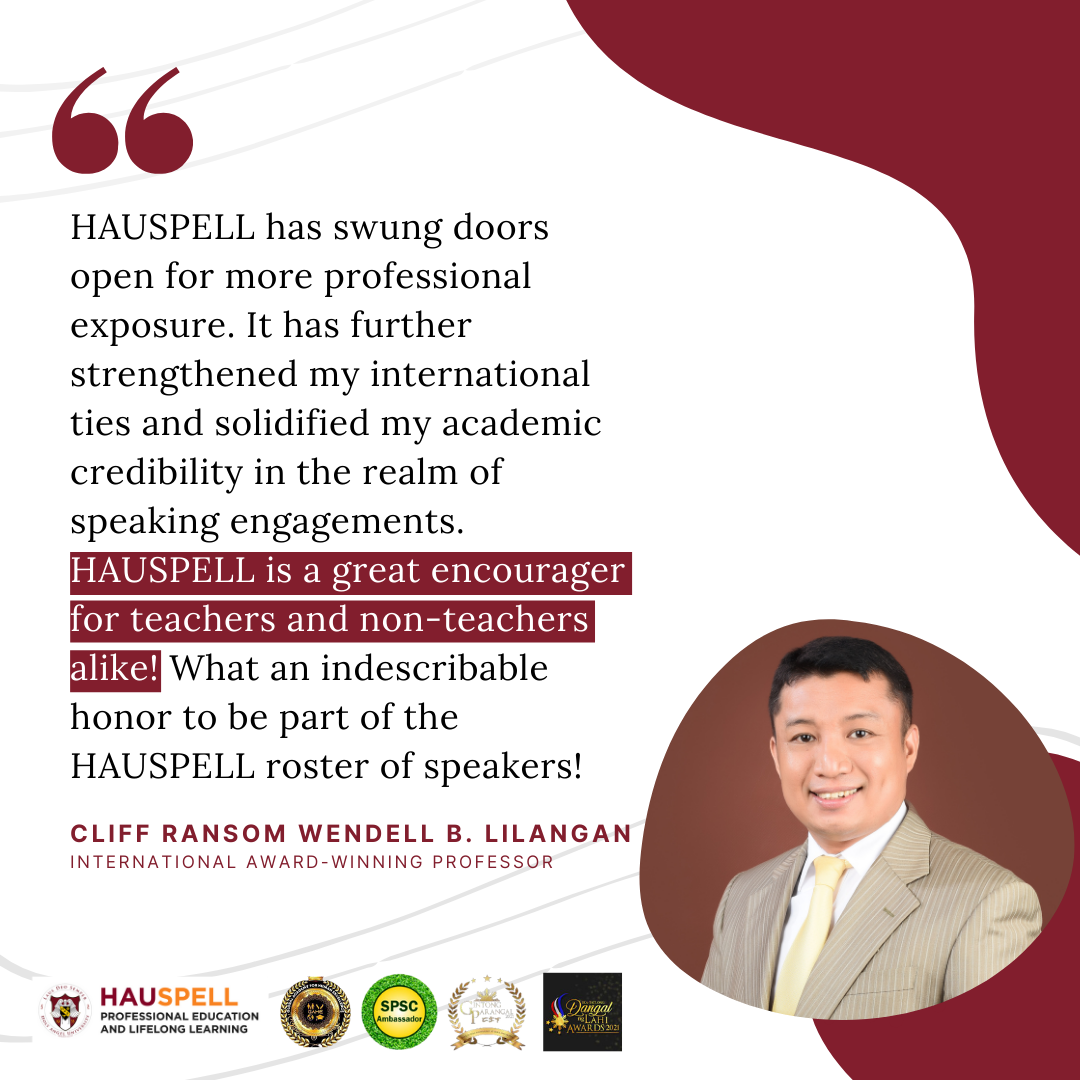 HAUSPELL has swung doors
open for more professional
exposure. It has further
strengthened my international
ties and solidified my academic
credibility in the realm of
speaking engagements.
HAUSPELL is a great encourager
for teachers and non-teachers
alike! What an indescribable
honor to be part of the
HAUSPELL roster of speakers!
CLIFF RANSOM WENDELL B. LILANGAN
INTERNATIONAL AWARD-WINNING PROFESSOR
HAUSPELL
PROFESSIONAL EDUCATION
AND LIFELONG LEARNING
SPSC
Ambassador
Dangal
ng LAHI
AWARDS 2021